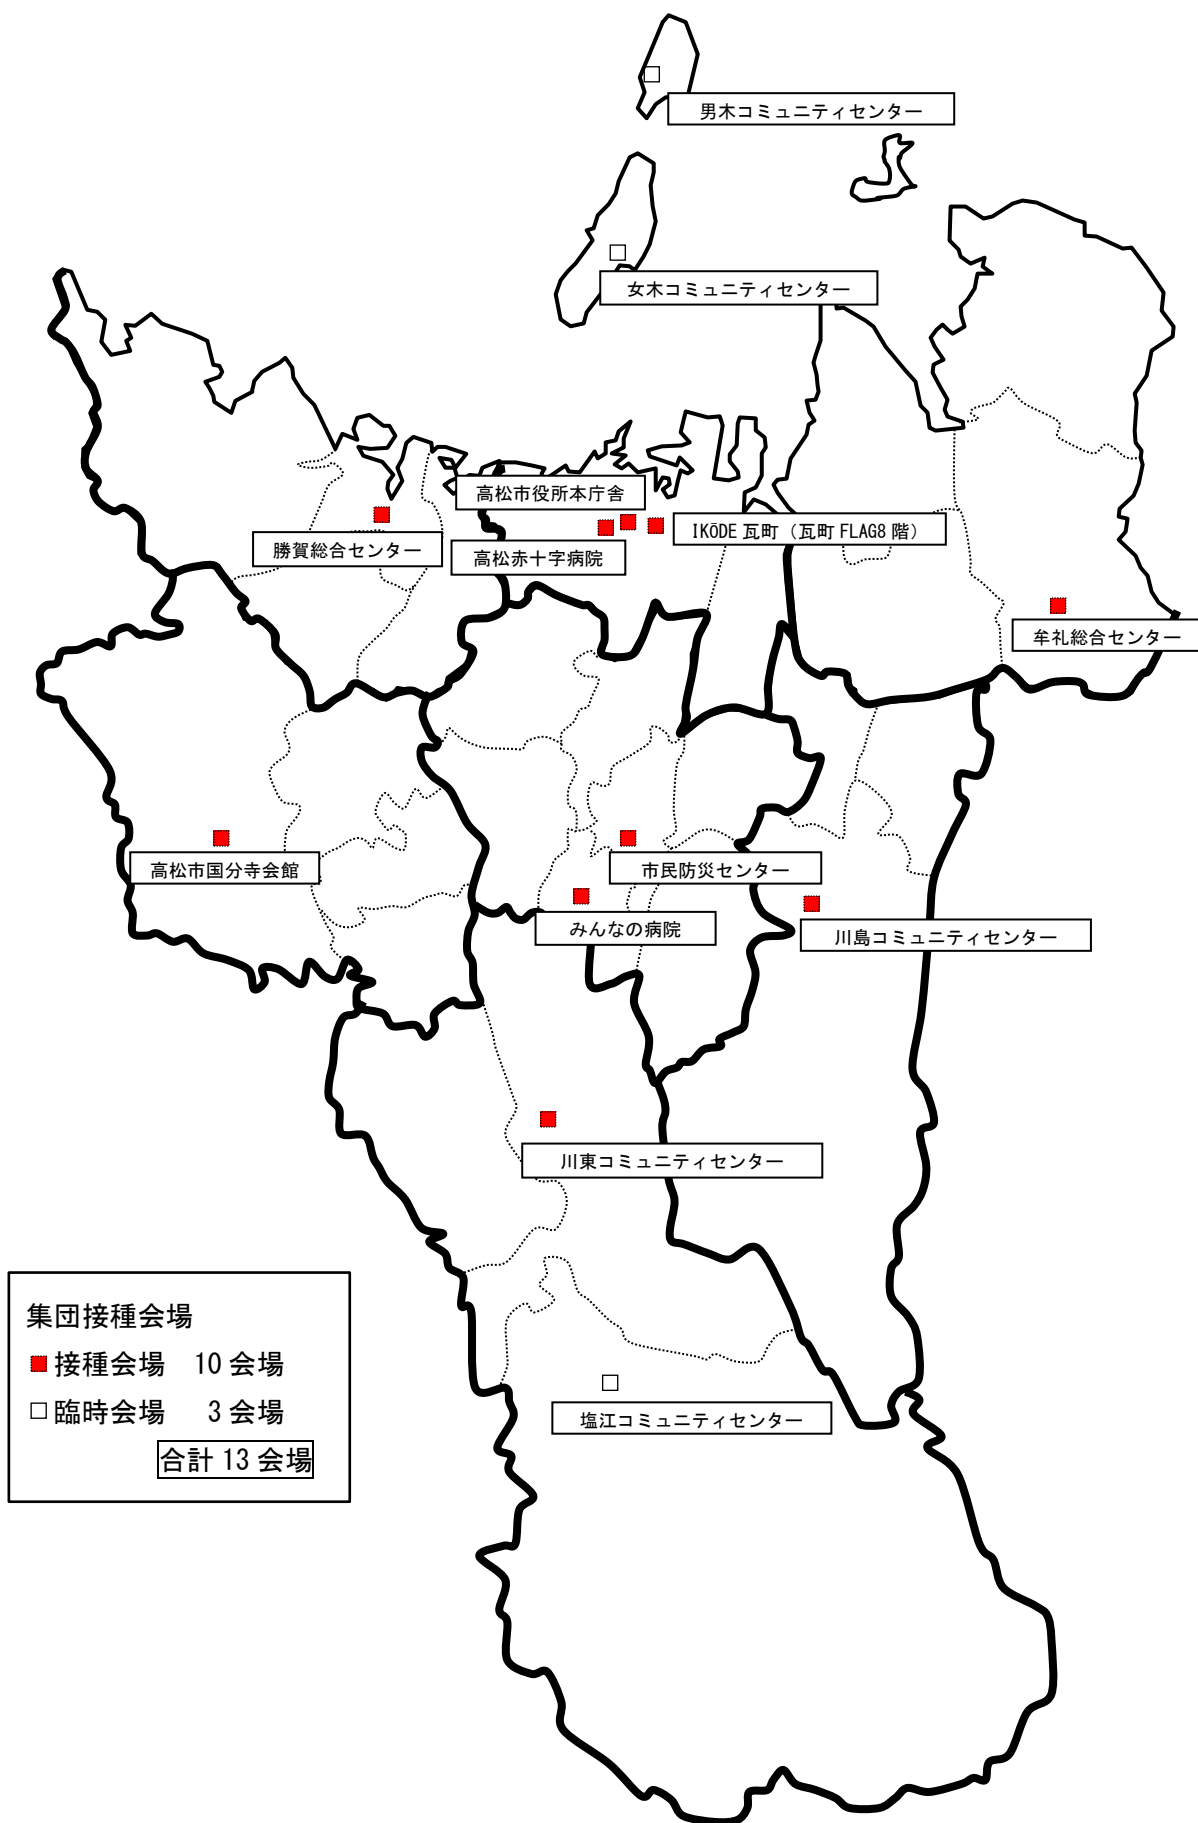 男木コミュニティセンター
女木コミュニティセンター
高松市役所本庁舎
勝賀総合センター
高松赤十字病院
IKŌDE 瓦町（瓦町 FLAG8 階）
牟礼総合センター
高松市国分寺会館
市民防災センター
みんなの病院
川島コミュニティセンター
川東コミュニティセンター
塩江コミュニティセンター
集団接種会場
接種会場 10 会場
臨時会場 3 会場
合計 13 会場